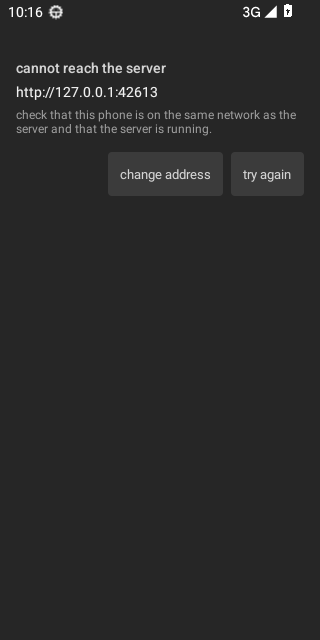 10:16 3G
cannot reach the server
http://127.0.0.1:42613
check that this phone is on the same network as the
server and that the server is running.
change address try again